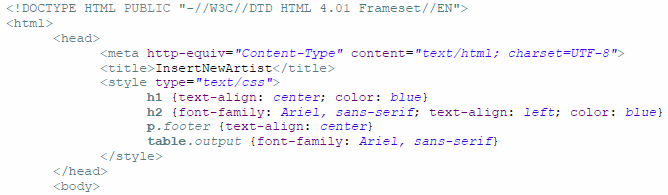 <!DOCTYPE HTML PUBLIC "-//W3C//DTD HTML 4.01 Frameset//EN">
<html>
<head>
<meta http-equiv="Content-Type" content="text/html; charset=UTF-8">
<title>InsertNewArtist</title>
<style type="text/css">
h1 {text-align: center; color: blue}
h2 {font-family: Ariel, sans-serif; text-align: left; color: blue}
p.footer {text-align: center}
table.output {font-family: Ariel, sans-serif}
</style>
</head>
<body>